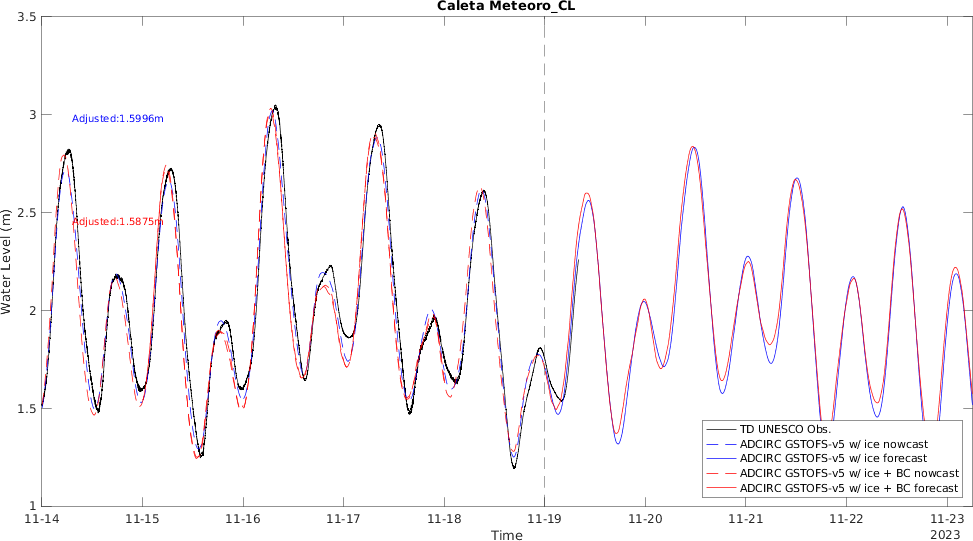 Caleta Meteoro_CL
3.5
3
2.5
2
1.5
1
Water Level (m)
Adjusted:1.5996m
Adjusted:1.5875m
TD UNESCO Obs.
ADCIRC GSTOFS-v5 w/ ice nowcast
ADCIRC GSTOFS-v5 w/ ice forecast
ADCIRC GSTOFS-v5 w/ ice + BC nowcast
ADCIRC GSTOFS-v5 w/ ice + BC forecast
11-14 11-15 11-16 11-17 11-18 11-19 11-20 11-21 11-22 11-23
Time
2023